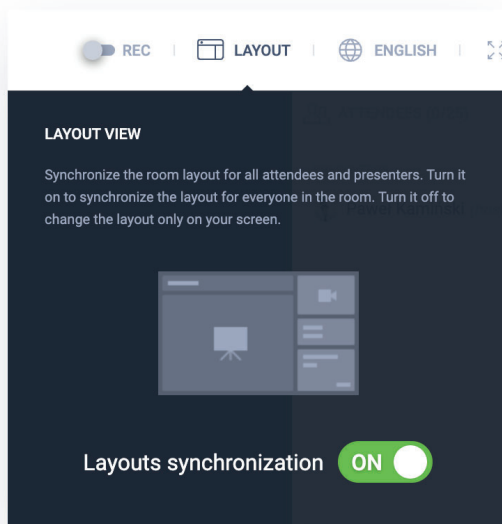 REC LAYOUT ENGLISH
LAYOUT VIEW
Synchronize the room layout for all attendees and presenters. Turn it
on to synchronize the layout for everyone in the room. Turn it off to
change the layout only on your screen.
Layouts synchronization ON